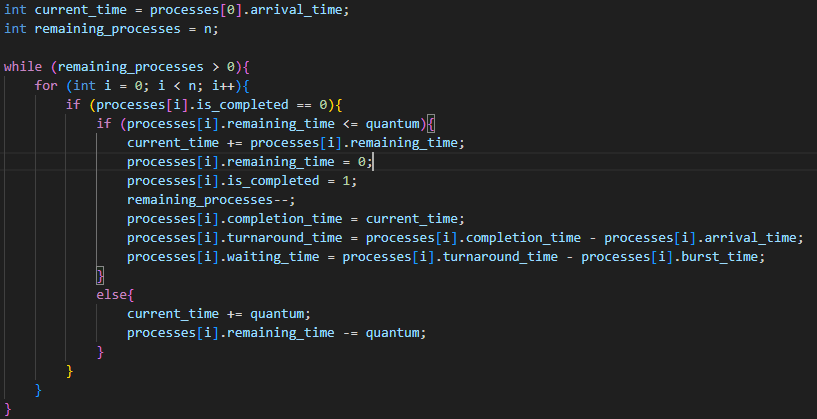 int current_time = processes[0].arrival_time;
int remaining_processes = n;

while (remaining_processes > 0){
    for (int i = 0; i < n; i++){
        if (processes[i].is_completed == 0){
            if (processes[i].remaining_time <= quantum){
                current_time += processes[i].remaining_time;
                processes[i].remaining_time = 0;
                processes[i].is_completed = 1;
                remaining_processes--;
                processes[i].completion_time = current_time;
                processes[i].turnaround_time = processes[i].completion_time - processes[i].arrival_time;
                processes[i].waiting_time = processes[i].turnaround_time - processes[i].burst_time;
            }
            else{
                current_time += quantum;
                processes[i].remaining_time -= quantum;
            }
        }
    }
}